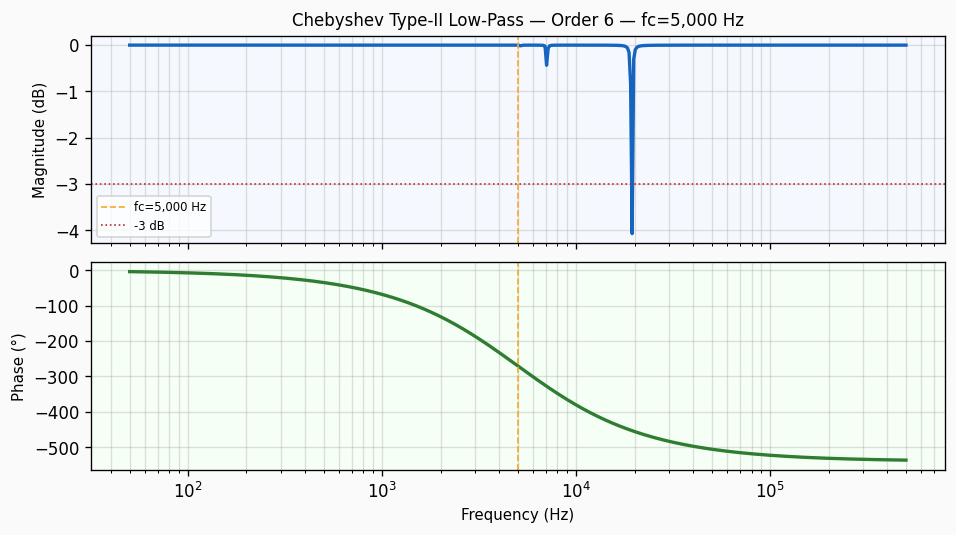 Chebyshev Type-II Low-Pass — Order 6 — fc=5,000 Hz
Magnitude (dB)
0
−1
−2
−3
−4
fc=5,000 Hz
-3 dB
Phase (°)
0
−100
−200
−300
−400
−500
10²
10³
10⁴
10⁵
Frequency (Hz)